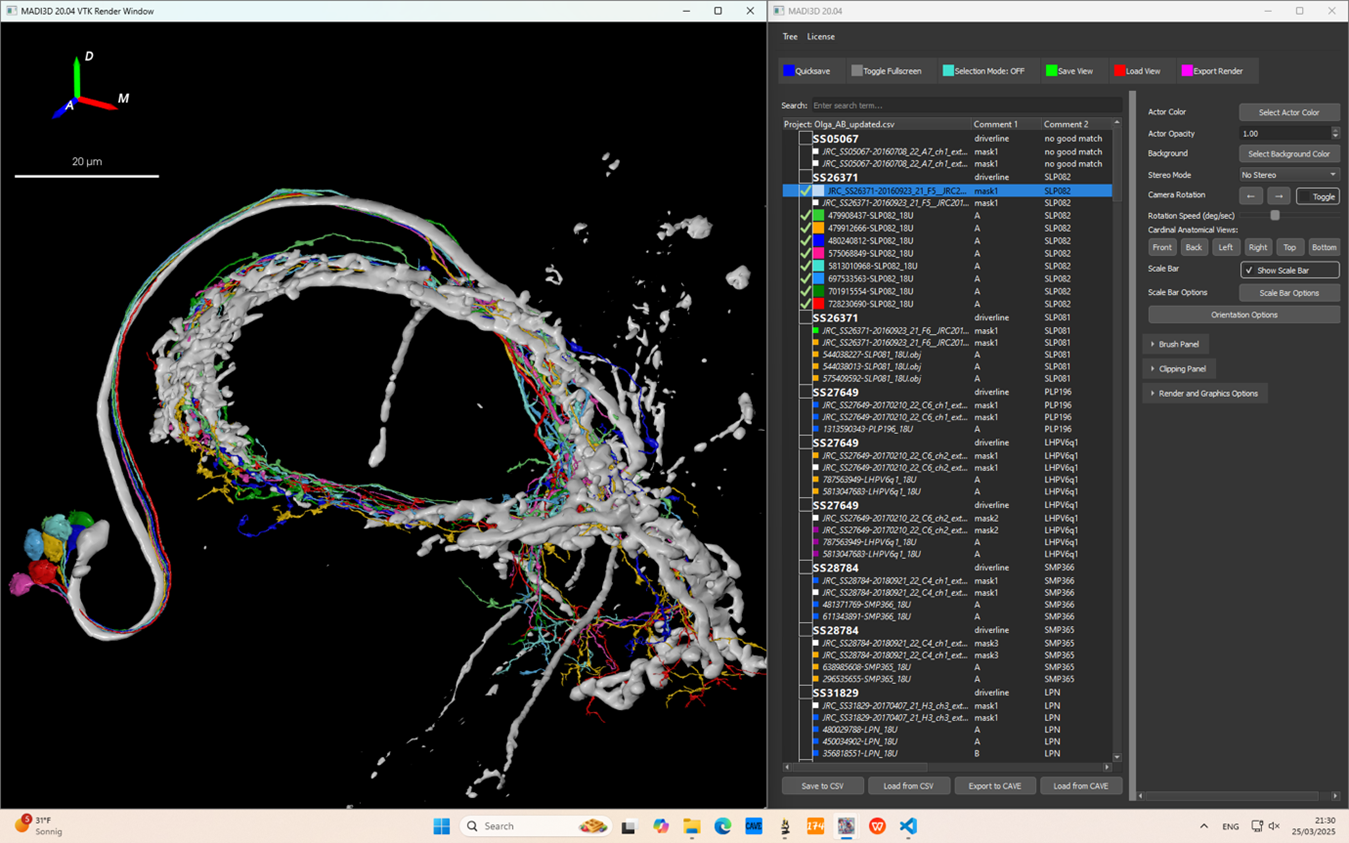 MADI3D 20.04 VTK Render Window
D
M
A
20 μm
MADI3D 20.04
Tree License
Quicksave Toggle Fullscreen Selection Mode: OFF Save View Load View Export Render
Search: Enter search term...
Project: Olga_AB_updated.csv Comment 1 Comment 2
SS05067 driverline no good match
JRC_SS05067-20160708_22_A7_ch1_ext... mask1 no good match
JRC_SS05067-20160708_22_A7_ch1_ext... mask1 no good match
SS26371 driverline SLP082
JRC_SS26371-20160923_21_F5__JRC2... mask1 SLP082
JRC_SS26371-20160923_21_F5__JRC201... mask1 SLP082
479908437-SLP082_18U A SLP082
479912666-SLP082_18U A SLP082
480240812-SLP082_18U A SLP082
575068849-SLP082_18U A SLP082
5813010968-SLP082_18U A SLP082
697533563-SLP082_18U A SLP082
701915554-SLP082_18U A SLP082
728230690-SLP082_18U A SLP082
SS26371 driverline SLP081
JRC_SS26371-20160923_21_F6__JRC201... mask1 SLP081
JRC_SS26371-20160923_21_F6__JRC201... mask1 SLP081
544038227-SLP081_18U.obj A SLP081
544038013-SLP081_18U.obj A SLP081
575409592-SLP081_18U.obj A SLP081
SS27649 driverline PLP196
JRC_SS27649-20170210_22_C6_ch1_ext... mask1 PLP196
JRC_SS27649-20170210_22_C6_ch1_ext... mask1 PLP196
1313590343-PLP196_18U A PLP196
SS27649 driverline LHPV6q1
JRC_SS27649-20170210_22_C6_ch2_ext... mask1 LHPV6q1
JRC_SS27649-20170210_22_C6_ch2_ext... mask1 LHPV6q1
787563949-LHPV6q1_18U A LHPV6q1
5813047683-LHPV6q1_18U A LHPV6q1
SS27649 driverline LHPV6q1
JRC_SS27649-20170210_22_C6_ch2_ext... mask2 LHPV6q1
JRC_SS27649-20170210_22_C6_ch2_ext... mask2 LHPV6q1
787563949-LHPV6q1_18U A LHPV6q1
5813047683-LHPV6q1_18U A LHPV6q1
SS28784 driverline SMP366
JRC_SS28784-20180921_22_C4_ch1_ext... mask1 SMP366
JRC_SS28784-20180921_22_C4_ch1_ext... mask1 SMP366
481371769-SMP366_18U A SMP366
611343891-SMP366_18U A SMP366
SS28784 driverline SMP365
JRC_SS28784-20180921_22_C4_ch1_ext... mask3 SMP365
JRC_SS28784-20180921_22_C4_ch1_ext... mask3 SMP365
638985608-SMP365_18U A SMP365
296535655-SMP365_18U A SMP365
SS31829 driverline LPN
JRC_SS31829-20170407_21_H3_ch3_ext... mask1 LPN
JRC_SS31829-20170407_21_H3_ch3_ext... mask1 LPN
480029788-LPN_18U A LPN
450034902-LPN_18U A LPN
356818551-LPN_18U B LPN
Save to CSV Load from CSV Export to CAVE Load from CAVE
Actor Color Select Actor Color
Actor Opacity 1.00
Background Select Background Color
Stereo Mode No Stereo
Camera Rotation ← → Toggle
Rotation Speed (deg/sec)
Cardinal Anatomical Views:
Front Back Left Right Top Bottom
Scale Bar ✓ Show Scale Bar
Scale Bar Options Scale Bar Options
Orientation Options
Brush Panel
Clipping Panel
Render and Graphics Options
5
31°F
Sonnig
Search
CAVE
174
ENG
21:30
25/03/2025